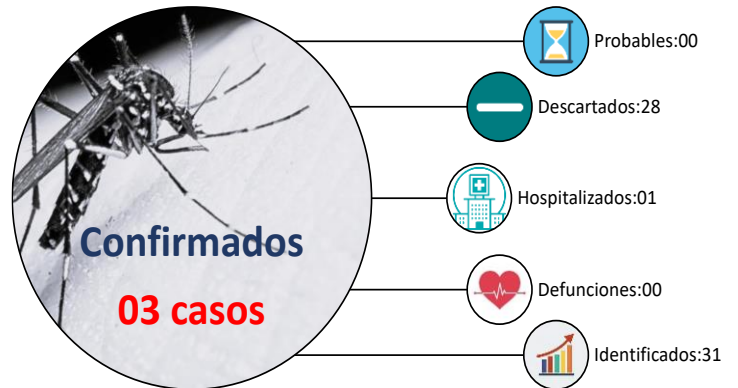 Probables:00
Descartados:28
Hospitalizados:01
Confirmados
03 casos
Defunciones:00
Identificados:31